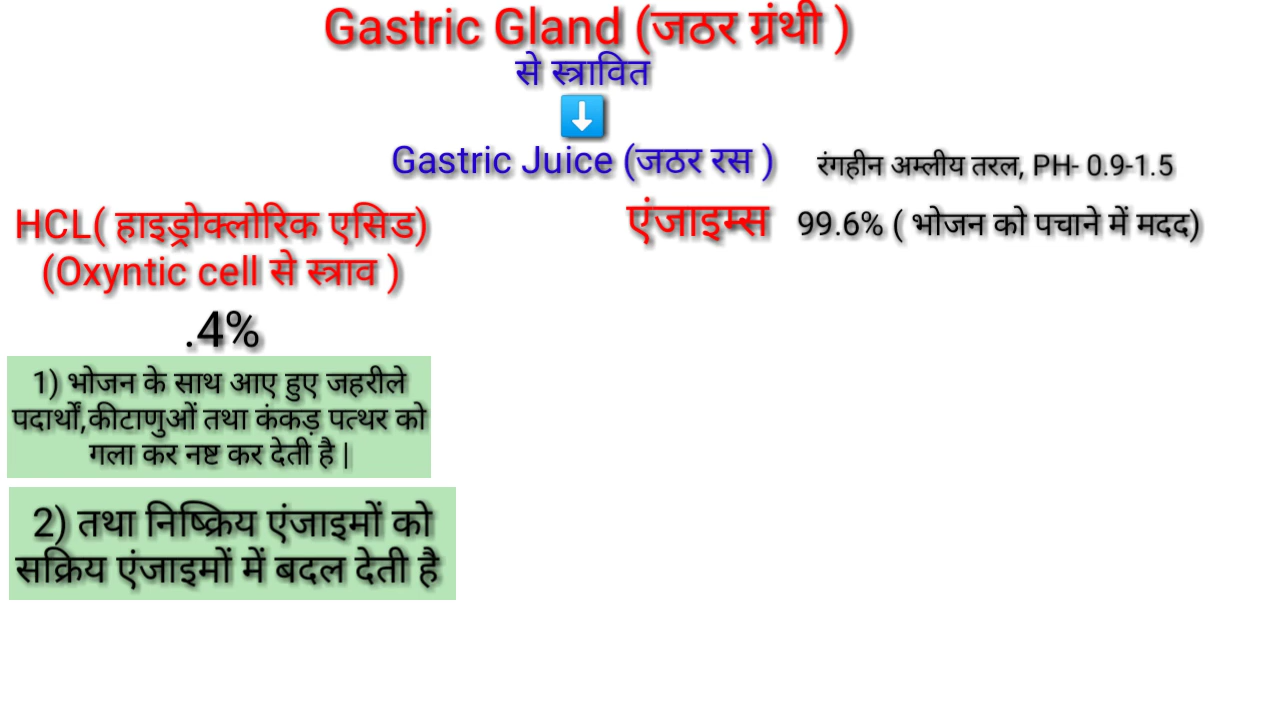 Gastric Gland (जठर ग्रंथी )
से स्त्रावित
Gastric Juice (जठर रस )
रंगहीन अम्लीय तरल, PH- 0.9-1.5
HCL( हाइड्रोक्लोरिक एसिड)
(Oxyntic cell से स्त्राव )
.4%
एंजाइम्स 99.6% ( भोजन को पचाने में मदद)
1) भोजन के साथ आए हुए जहरीले
पदार्थों,कीटाणुओं तथा कंकड़ पत्थर को
गला कर नष्ट कर देती है |
2) तथा निष्क्रिय एंजाइमों को
सक्रिय एंजाइमों में बदल देती है